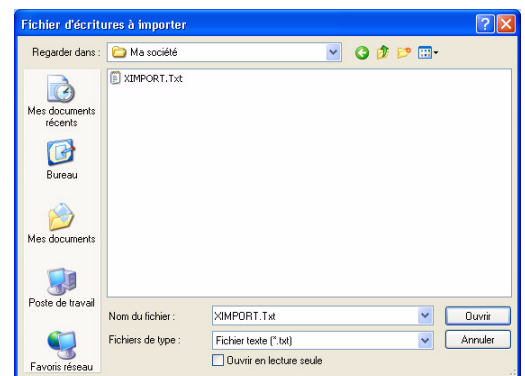 Fichier d'écritures à importer
Regarder dans :
Ma société
XIMPORT.Txt
Mes documents
récents
Bureau
Mes documents
Poste de travail
Favoris réseau
Nom du fichier :
XIMPORT.Txt
Ouvrir
Fichiers de type :
Fichier texte (*.txt)
Annuler
Ouvrir en lecture seule